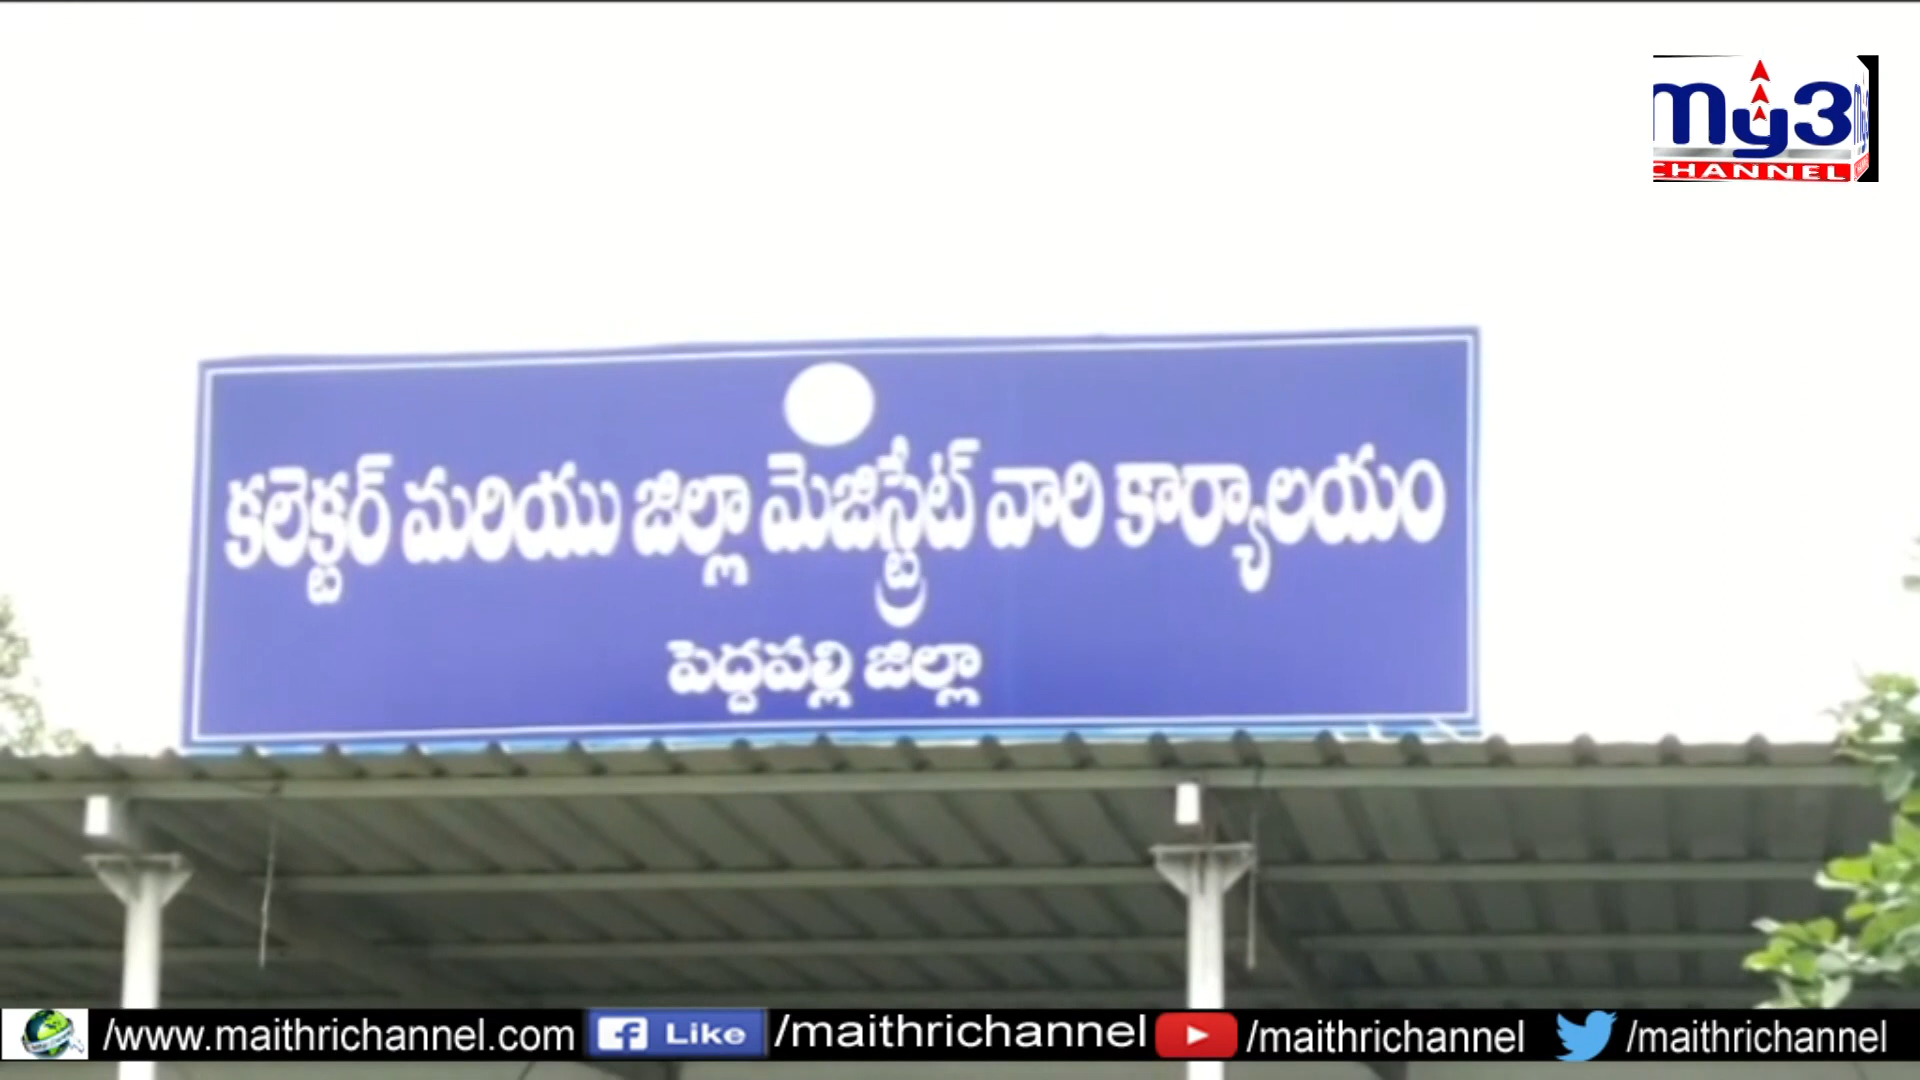 my3
CHANNEL
కలెక్టర్ మరియు జిల్లా మెజిస్ట్రేట్ వారి కార్యాలయం
పెద్దపల్లి జిల్లా
/www.maithrichannel.com Like /maithrichannel /maithrichannel /maithrichannel